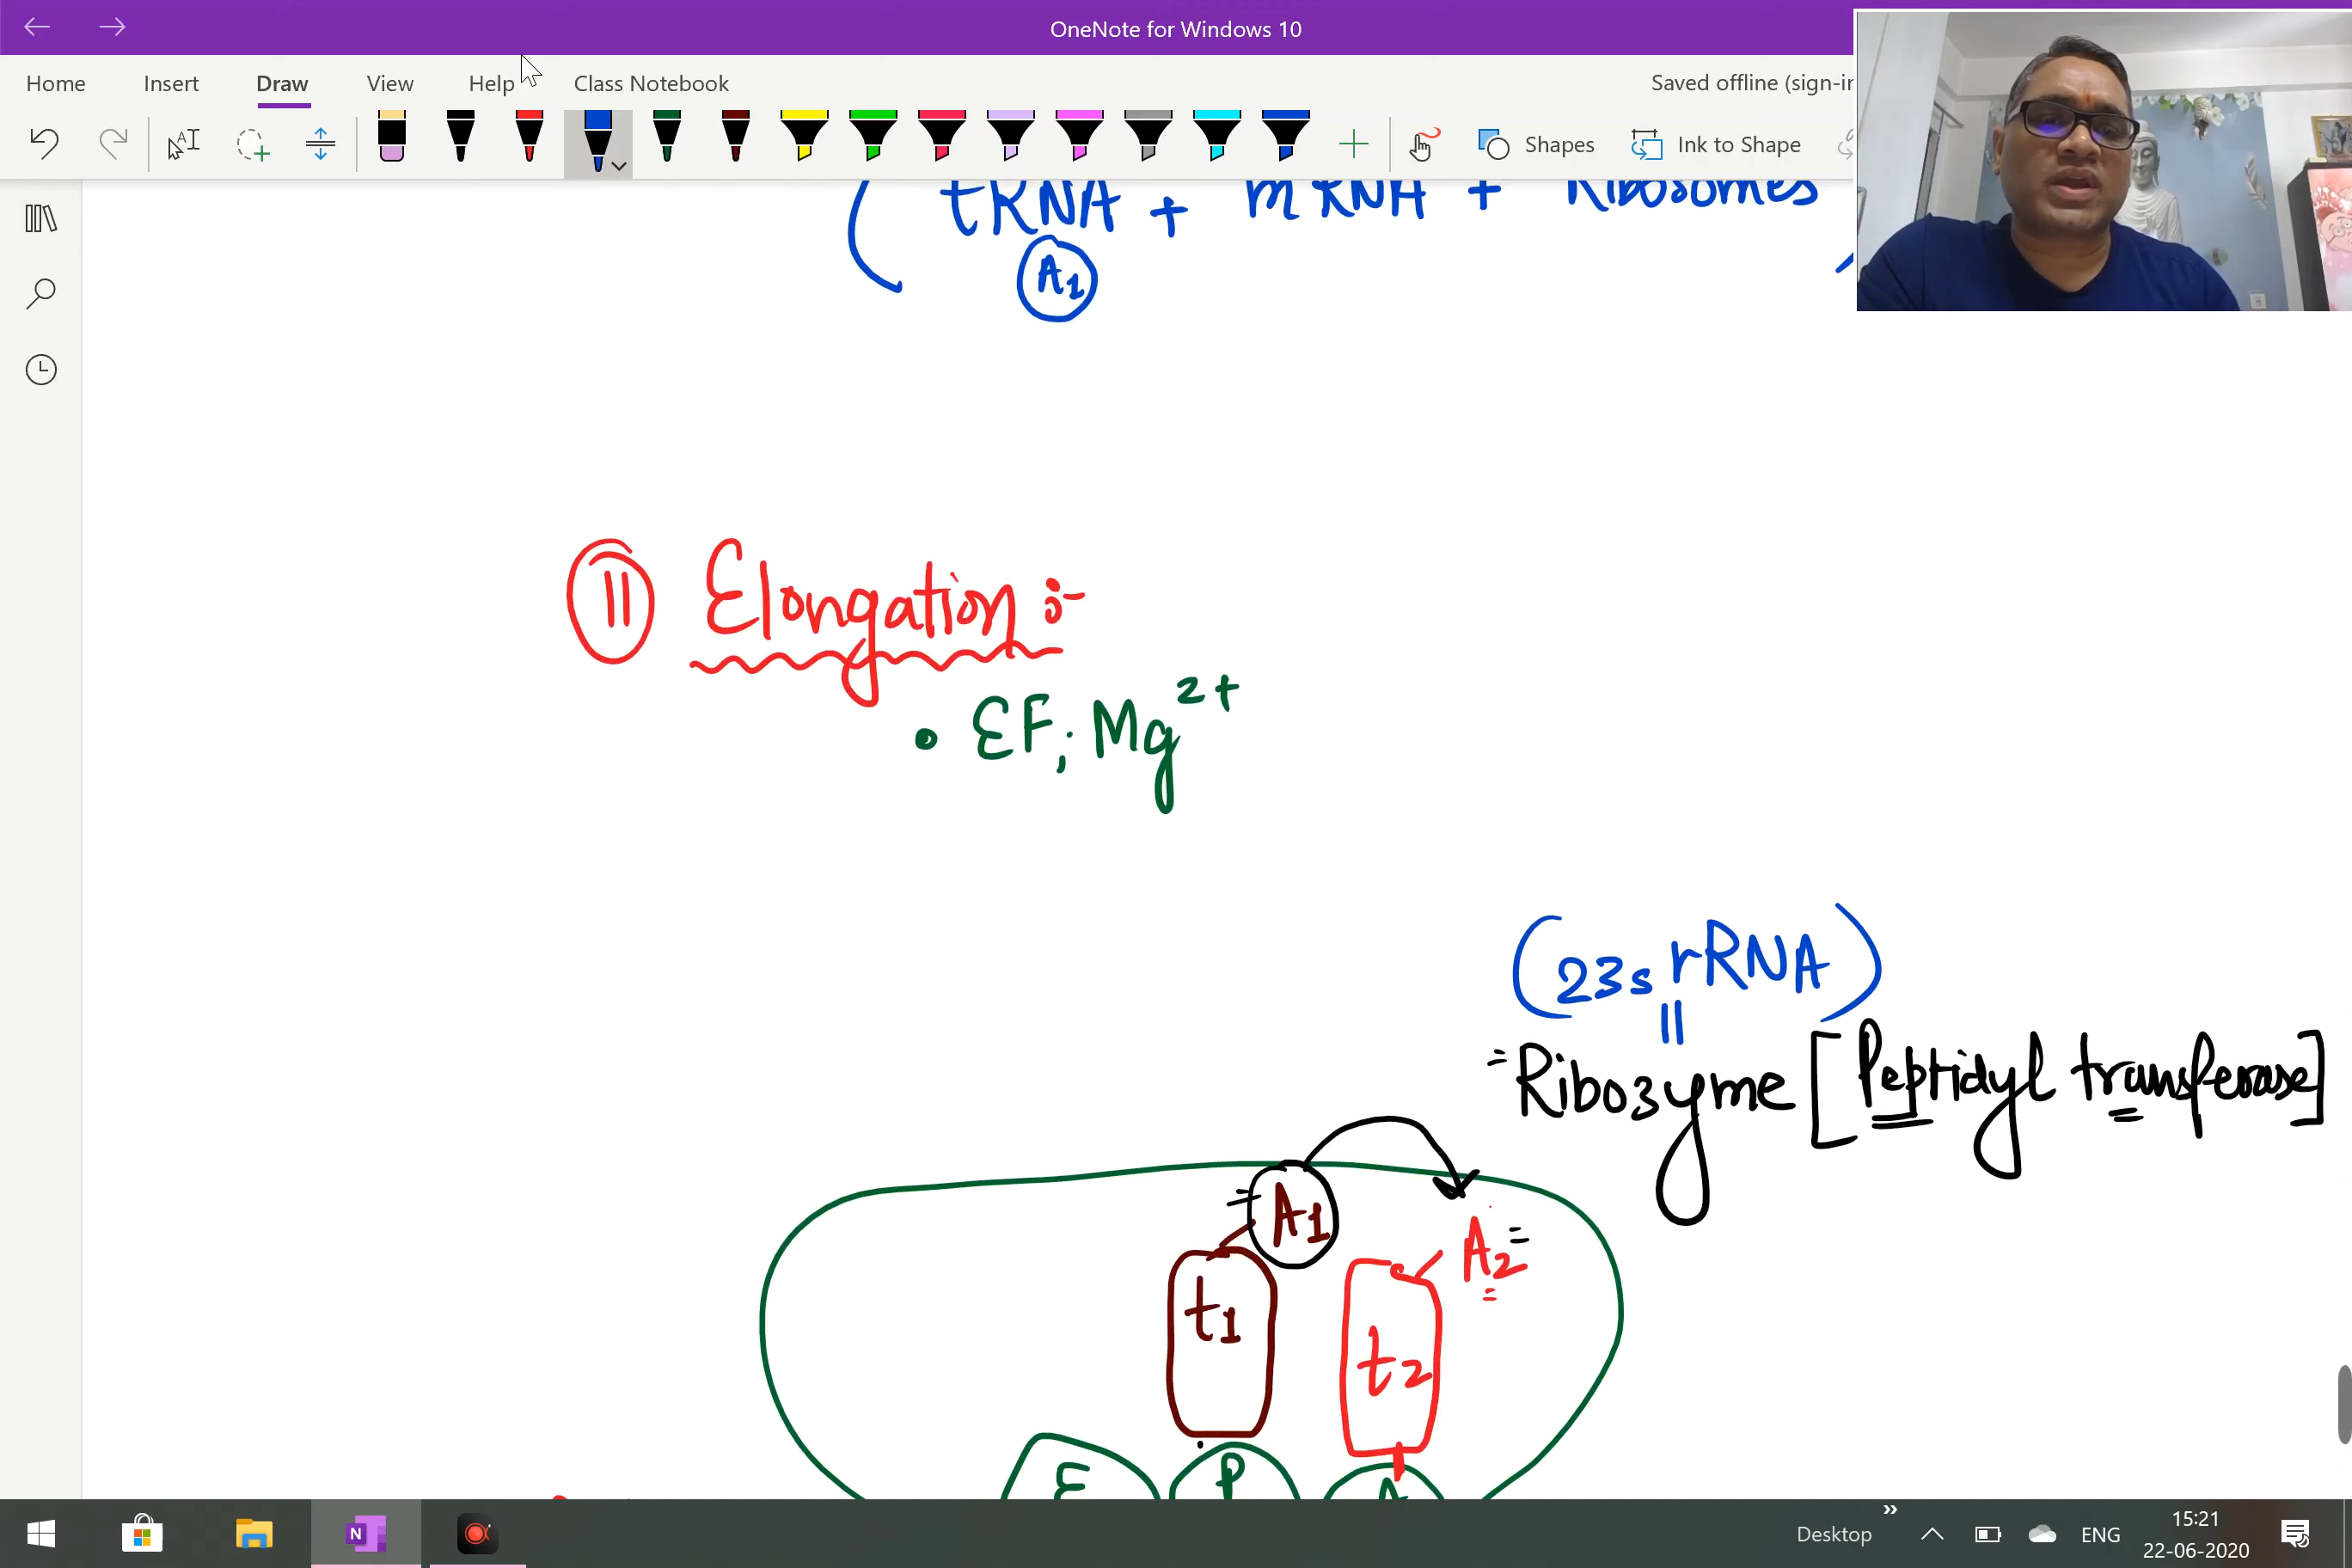 OneNote for Windows 10
Home Insert Draw View Help Class Notebook Saved offline (sign-in
Shapes Ink to Shape
tRNA + mRNA + Ribosomes
A1
II Elongation :-
• EF; Mg2+
(23s rRNA)
= Ribozyme [Peptidyl transferase]
= A1
A2 =
t1
t2
E P A
Desktop
ENG
15:21
22-06-2020